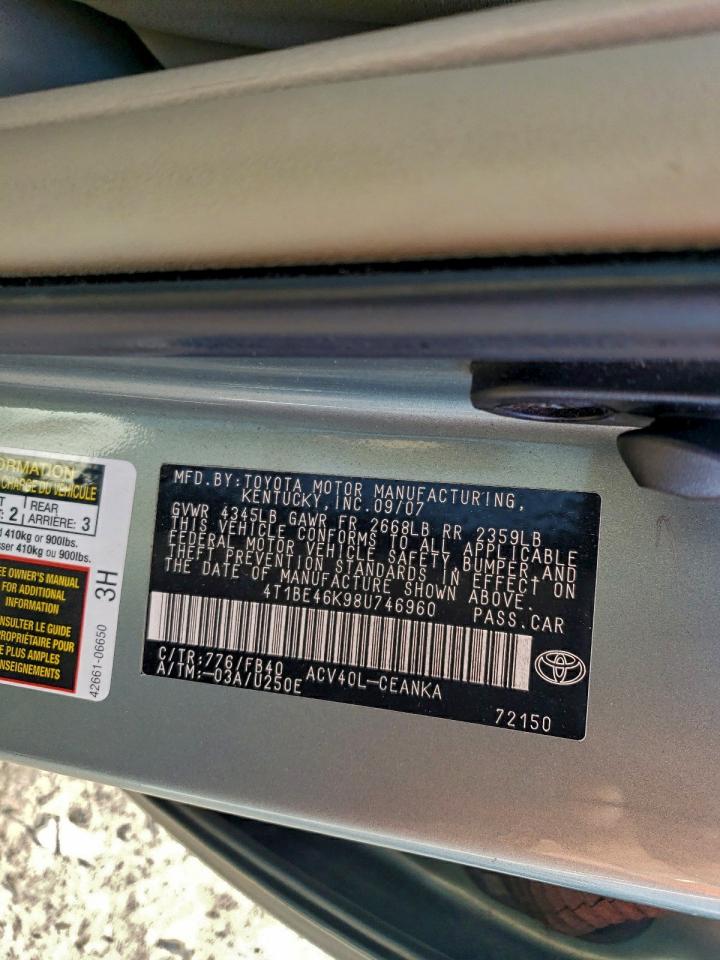 ORMATION
CHARGE DU VÉHICULE
2
REAR
ARRIÈRE: 3
410kg or 900lbs.
sser 410kg ou 900lbs.
EE OWNER'S MANUAL
FOR ADDITIONAL
INFORMATION
NSULTER LE GUIDE
PROPRIÉTAIRE POUR
E PLUS AMPLES
NSEIGNEMENTS
3H
42661-06650
MFD.BY:TOYOTA MOTOR MANUFACTURING,
KENTUCKY, INC.09/07
GVWR 4345LB GAWR FR 2668LB RR 2359LB
THIS VEHICLE CONFORMS TO ALL APPLICABLE
FEDERAL MOTOR VEHICLE SAFETY, BUMPER, AND
THEFT PREVENTION STANDARDS IN EFFECT ON
THE DATE OF MANUFACTURE SHOWN ABOVE.
4T1BE46K98U746960 PASS.CAR
C/TR:776/FB40 ACV40L-CEANKA
A/TM:-03A/U250E
72150